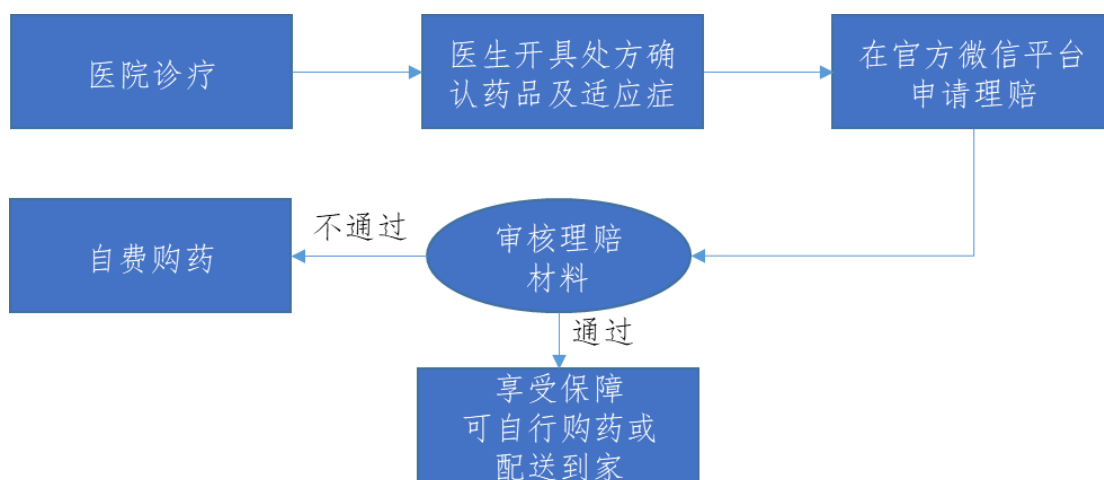 医院诊疗
医生开具处方确
认药品及适应症
在官方微信平台
申请理赔
审核理赔
材料
不通过
自费购药
通过
享受保障
可自行购药或
配送到家